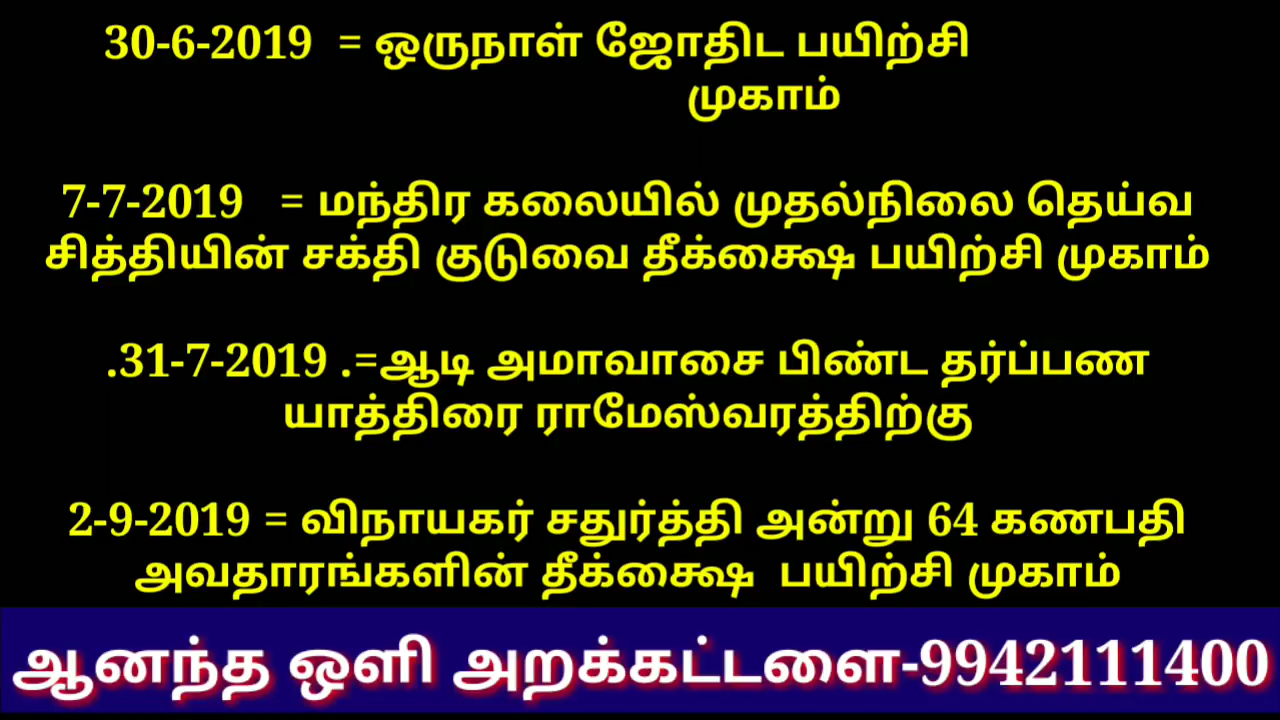 30-6-2019 = ஒருநாள் ஜோதிட பயிற்சி
முகாம்
7-7-2019 = மந்திர கலையில் முதல்நிலை தெய்வ
சித்தியின் சக்தி குடுவை தீக்க்ஷை பயிற்சி முகாம்
.31-7-2019 .=ஆடி அமாவாசை பிண்ட தர்ப்பண
யாத்திரை ராமேஸ்வரத்திற்கு
2-9-2019 = விநாயகர் சதுர்த்தி அன்று 64 கணபதி
அவதாரங்களின் தீக்க்ஷை பயிற்சி முகாம்
ஆனந்த ஒளி அறக்கட்டளை-9942111400